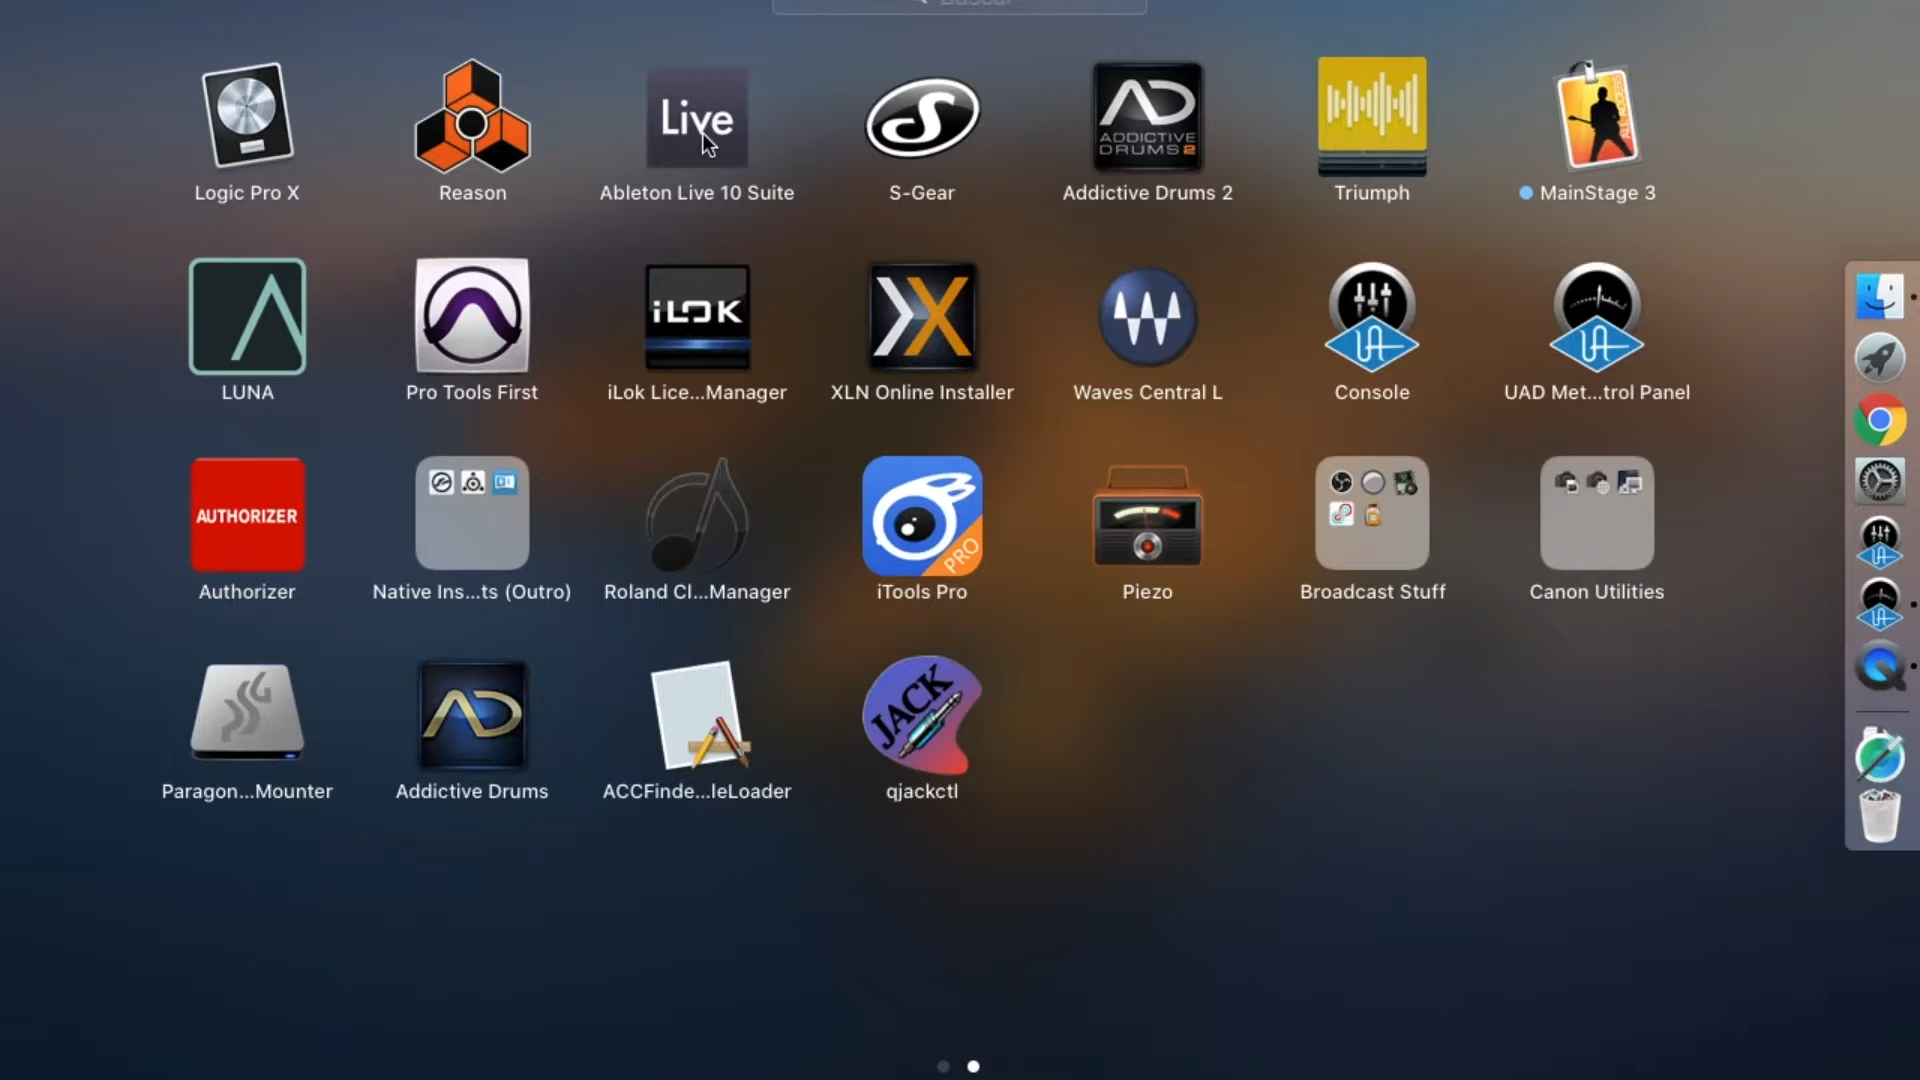 Buscar
Live
ADDICTIVE
DRUMS 2
ALL ACCESS
Logic Pro X
Reason
Ableton Live 10 Suite
S-Gear
Addictive Drums 2
Triumph
MainStage 3
iLOK
LUNA
Pro Tools First
iLok Lice...Manager
XLN Online Installer
Waves Central L
Console
UAD Met...trol Panel
AUTHORIZER
PRO
Authorizer
Native Ins...ts (Outro)
Roland Cl...Manager
iTools Pro
Piezo
Broadcast Stuff
Canon Utilities
JACK
Paragon...Mounter
Addictive Drums
ACCFinde...leLoader
qjackctl